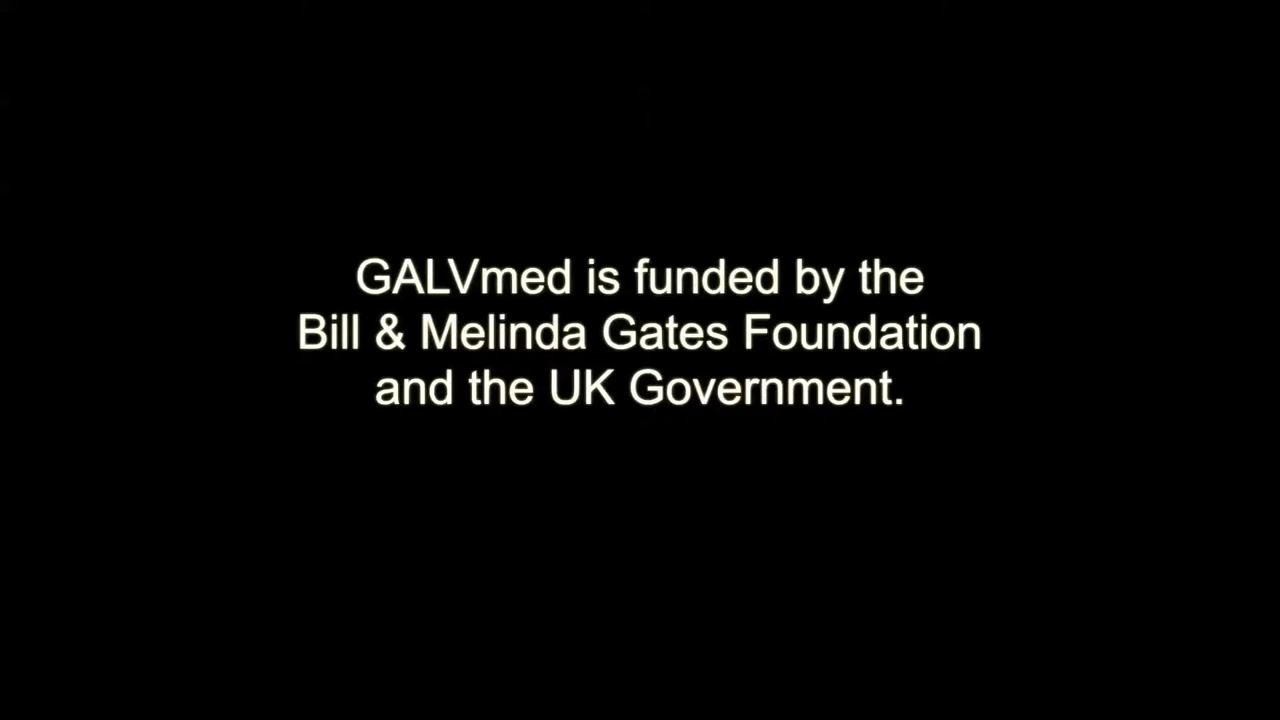 GALVmed is funded by the
Bill & Melinda Gates Foundation
and the UK Government.